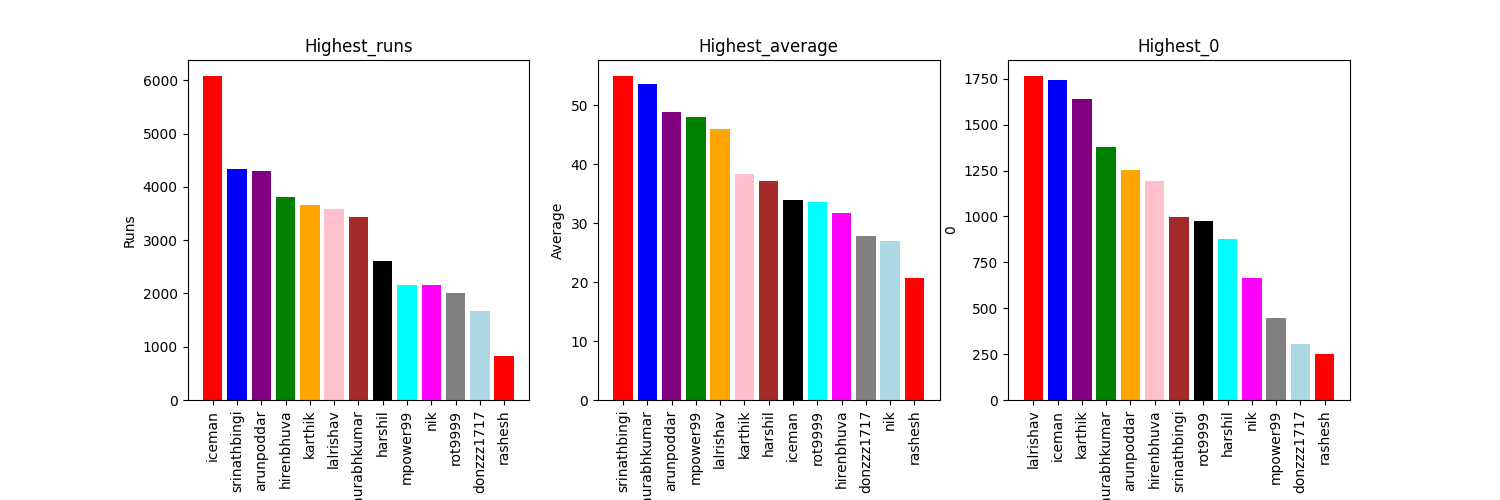 Highest_runs
Runs
6000
5000
4000
3000
2000
1000
0
iceman
srinathbingi
arunpoddar
hirenbhuva
karthik
lalrishav
urabhkumar
harshil
mpower99
nik
rot9999
donzzz1717
rashesh
Highest_average
Average
50
40
30
20
10
0
srinathbingi
urabhkumar
arunpoddar
mpower99
lalrishav
karthik
harshil
iceman
rot9999
hirenbhuva
donzzz1717
nik
rashesh
Highest_0
0
1750
1500
1250
1000
750
500
250
0
lalrishav
iceman
karthik
urabhkumar
arunpoddar
hirenbhuva
srinathbingi
rot9999
harshil
nik
mpower99
donzzz1717
rashesh